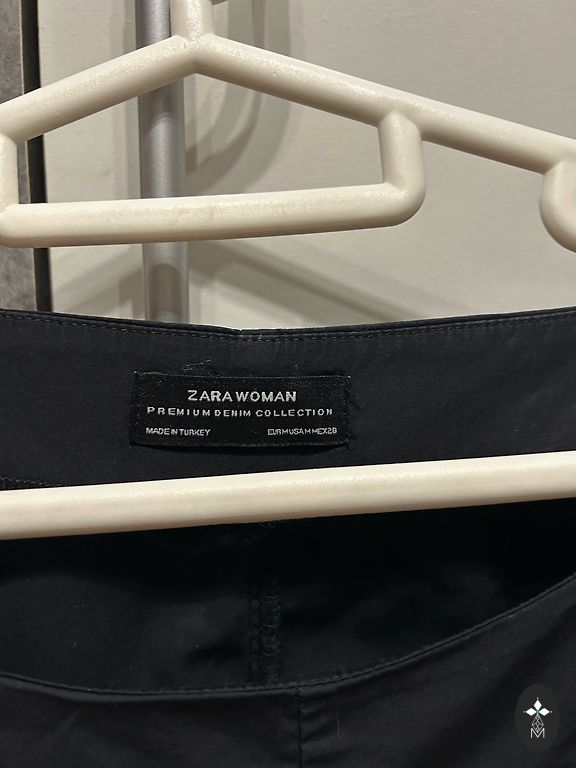 ZARA WOMAN
PREMIUM DENIM COLLECTION
MADE IN TURKEY EUR M USA M MEX 28
M